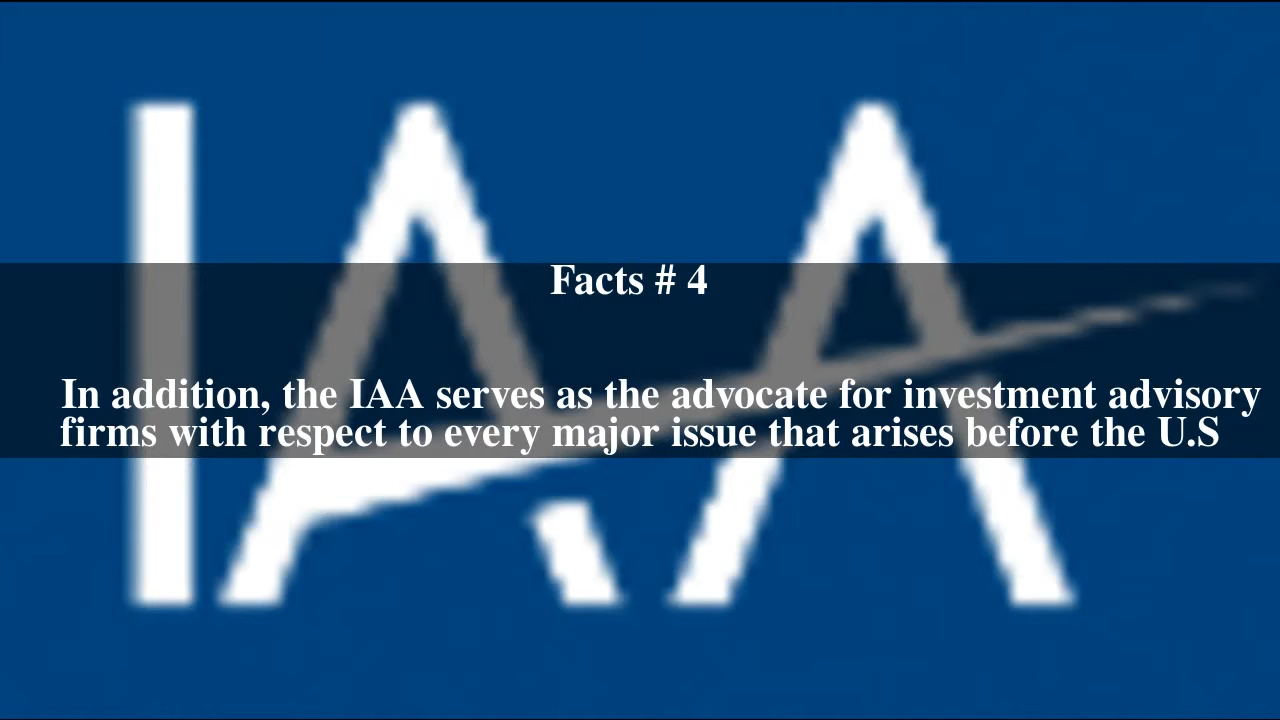 IAA
Facts # 4
In addition, the IAA serves as the advocate for investment advisory
firms with respect to every major issue that arises before the U.S